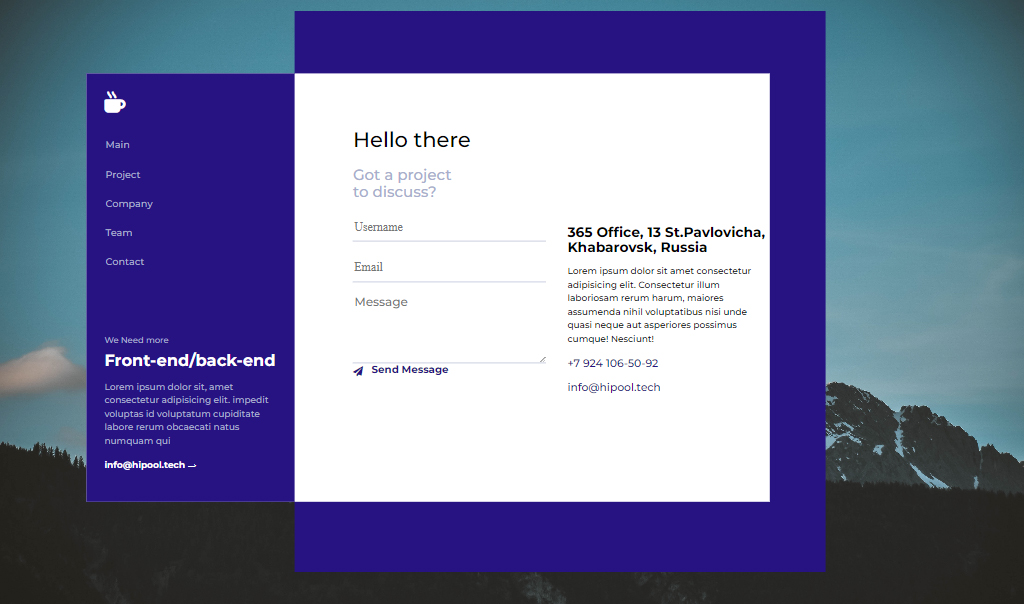 Main
Project
Company
Team
Contact
We Need more
Front-end/back-end
Lorem ipsum dolor sit, amet
consectetur adipisicing elit. impedit
voluptas id voluptatum cupiditate
labore rerum obcaecati natus
numquam qui
info@hipool.tech
Hello there
Got a project
to discuss?
Username
Email
Message
Send Message
365 Office, 13 St.Pavlovicha,
Khabarovsk, Russia
Lorem ipsum dolor sit amet consectetur
adipisicing elit. Consectetur illum
laboriosam rerum harum, maiores
assumenda nihil voluptatibus nisi unde
quasi neque aut asperiores possimus
cumque! Nesciunt!
+7 924 106-50-92
info@hipool.tech